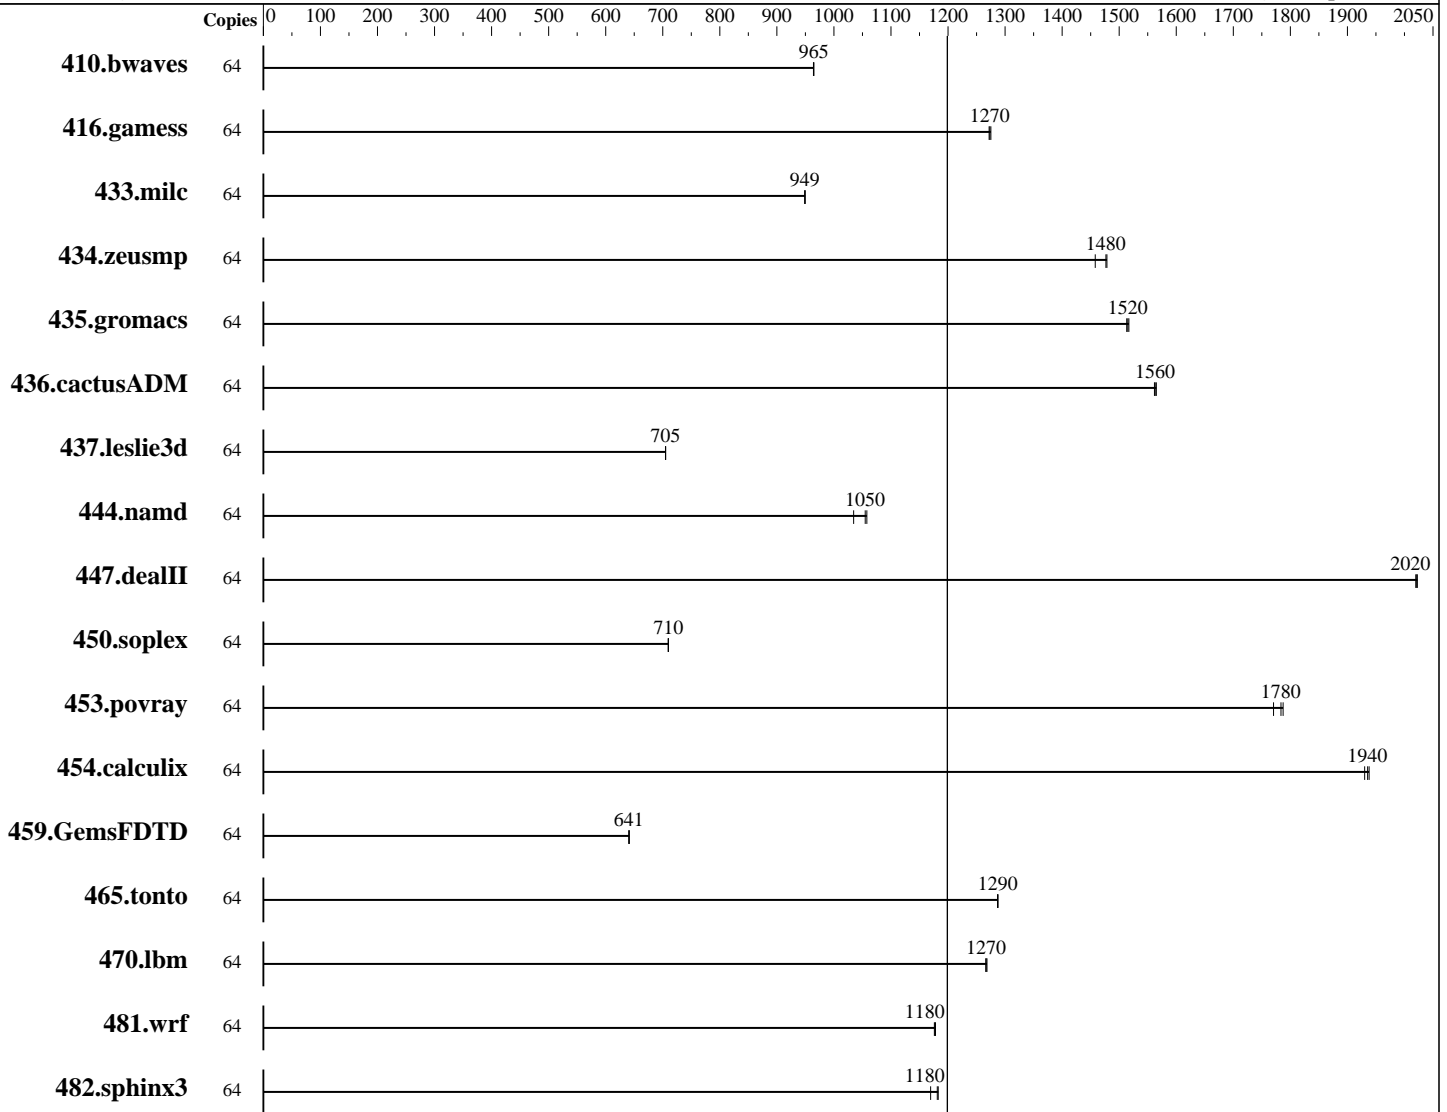 Copies 0 100 200 300 400 500 600 700 800 900 1000 1100 1200 1300 1400 1500 1600 1700 1800 1900 2050
410.bwaves 64 965
416.gamess 64 1270
433.milc 64 949
434.zeusmp 64 1480
435.gromacs 64 1520
436.cactusADM 64 1560
437.leslie3d 64 705
444.namd 64 1050
447.dealII 64 2020
450.soplex 64 710
453.povray 64 1780
454.calculix 64 1940
459.GemsFDTD 64 641
465.tonto 64 1290
470.lbm 64 1270
481.wrf 64 1180
482.sphinx3 64 1180